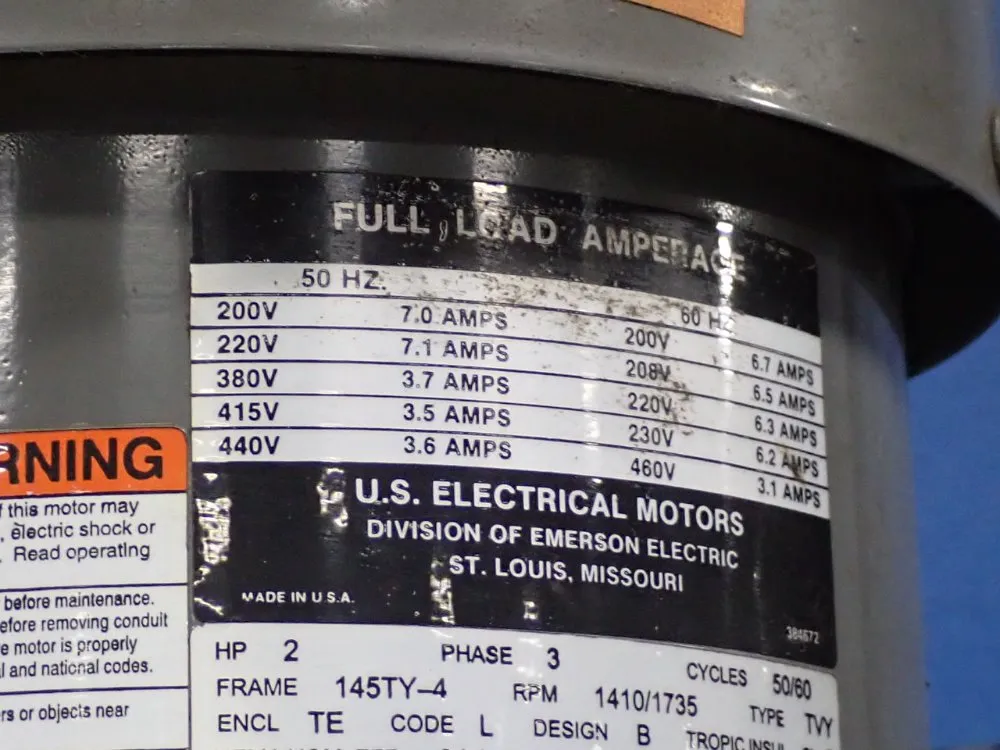 FULL LOAD AMPERAGE
50 HZ. 60 HZ
200V 7.0 AMPS 200V 6.7 AMPS
220V 7.1 AMPS 208V 6.5 AMPS
380V 3.7 AMPS 220V 6.3 AMPS
415V 3.5 AMPS 230V 6.2 AMPS
440V 3.6 AMPS 460V 3.1 AMPS
U.S. ELECTRICAL MOTORS
DIVISION OF EMERSON ELECTRIC
ST. LOUIS, MISSOURI
MADE IN U.S.A.
384672
HP 2 PHASE 3 CYCLES 50/60
FRAME 145TY-4 RPM 1410/1735 TYPE TVY
ENCL TE CODE L DESIGN B TROPIC.INSUL
RNING
f this motor may
, electric shock or
. Read operating
before maintenance.
efore removing conduit
e motor is properly
l and national codes.
rs or objects near